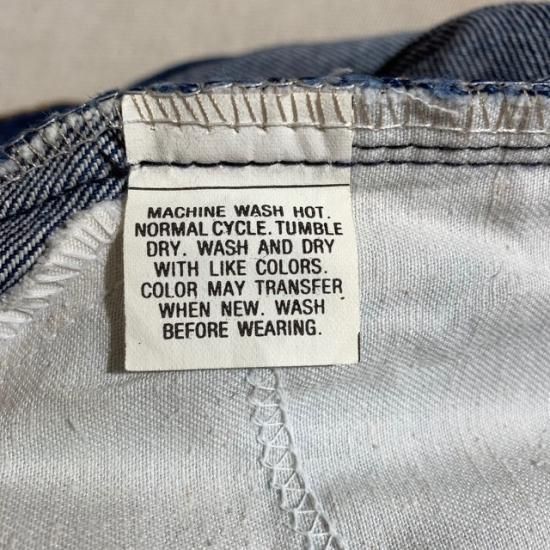 MACHINE WASH HOT.
NORMAL CYCLE. TUMBLE
DRY. WASH AND DRY
WITH LIKE COLORS.
COLOR MAY TRANSFER
WHEN NEW. WASH
BEFORE WEARING.